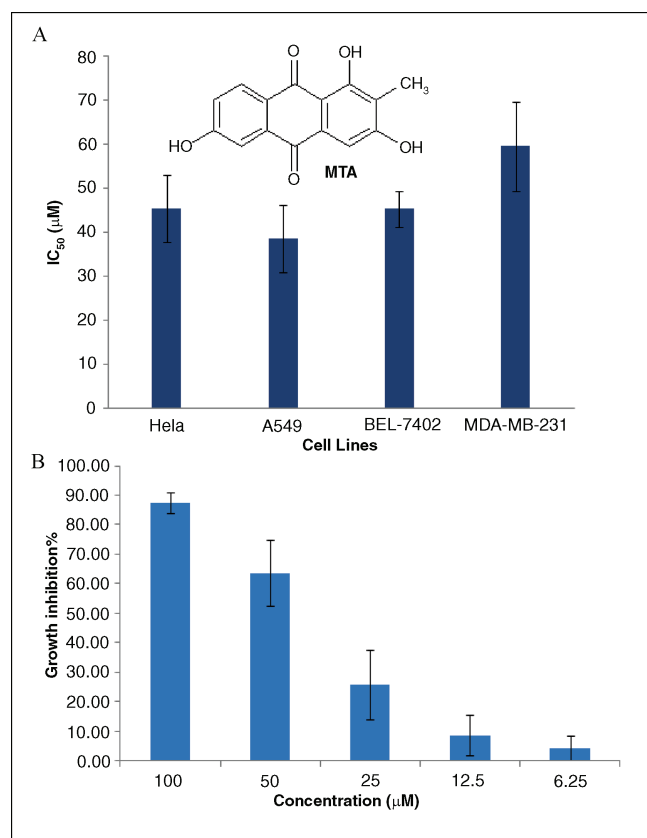 A
80
70
60
50
40
30
20
10
0
IC50 (μM)
O
OH
CH3
HO
O
OH
MTA
Hela
A549
BEL-7402
MDA-MB-231
Cell Lines
B
100.00
90.00
80.00
70.00
60.00
50.00
40.00
30.00
20.00
10.00
0.00
Growth inhibition%
100
50
25
12.5
6.25
Concentration (μM)